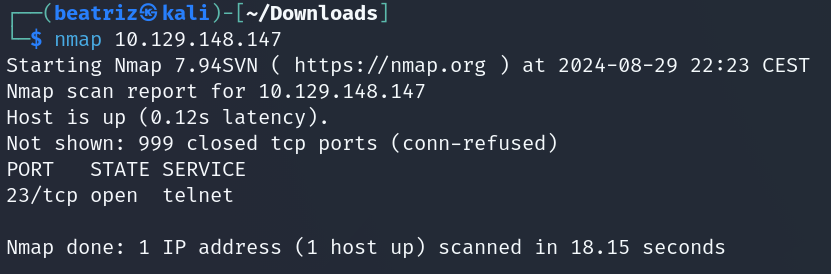 ┌──(beatriz㉿kali)-[~/Downloads]
└─$ nmap 10.129.148.147
Starting Nmap 7.94SVN ( https://nmap.org ) at 2024-08-29 22:23 CEST
Nmap scan report for 10.129.148.147
Host is up (0.12s latency).
Not shown: 999 closed tcp ports (conn-refused)
PORT   STATE SERVICE
23/tcp open  telnet
Nmap done: 1 IP address (1 host up) scanned in 18.15 seconds